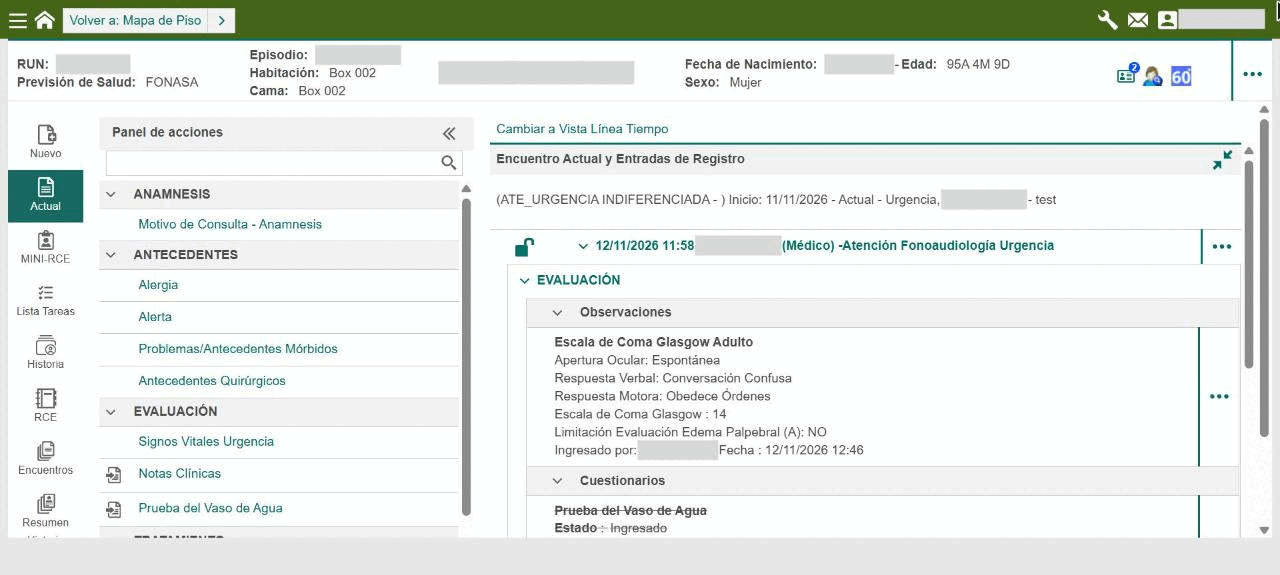 Volver a: Mapa de Piso
RUN:
Previsión de Salud: FONASA
Episodio:
Habitación: Box 002
Cama: Box 002
Fecha de Nacimiento: - Edad: 95A 4M 9D
Sexo: Mujer
2
60
Nuevo
Actual
MINI-RCE
Lista Tareas
Historia
RCE
Encuentros
Resumen
Panel de acciones
ANAMNESIS
Motivo de Consulta - Anamnesis
ANTECEDENTES
Alergia
Alerta
Problemas/Antecedentes Mórbidos
Antecedentes Quirúrgicos
EVALUACIÓN
Signos Vitales Urgencia
Notas Clínicas
Prueba del Vaso de Agua
TRATAMIENTO
Cambiar a Vista Línea Tiempo
Encuentro Actual y Entradas de Registro
(ATE_URGENCIA INDIFERENCIADA - ) Inicio: 11/11/2026 - Actual - Urgencia, - test
12/11/2026 11:58 (Médico) -Atención Fonoaudiología Urgencia
EVALUACIÓN
Observaciones
Escala de Coma Glasgow Adulto
Apertura Ocular: Espontánea
Respuesta Verbal: Conversación Confusa
Respuesta Motora: Obedece Órdenes
Escala de Coma Glasgow : 14
Limitación Evaluación Edema Palpebral (A): NO
Ingresado por: Fecha : 12/11/2026 12:46
Cuestionarios
Prueba del Vaso de Agua
Estado : Ingresado